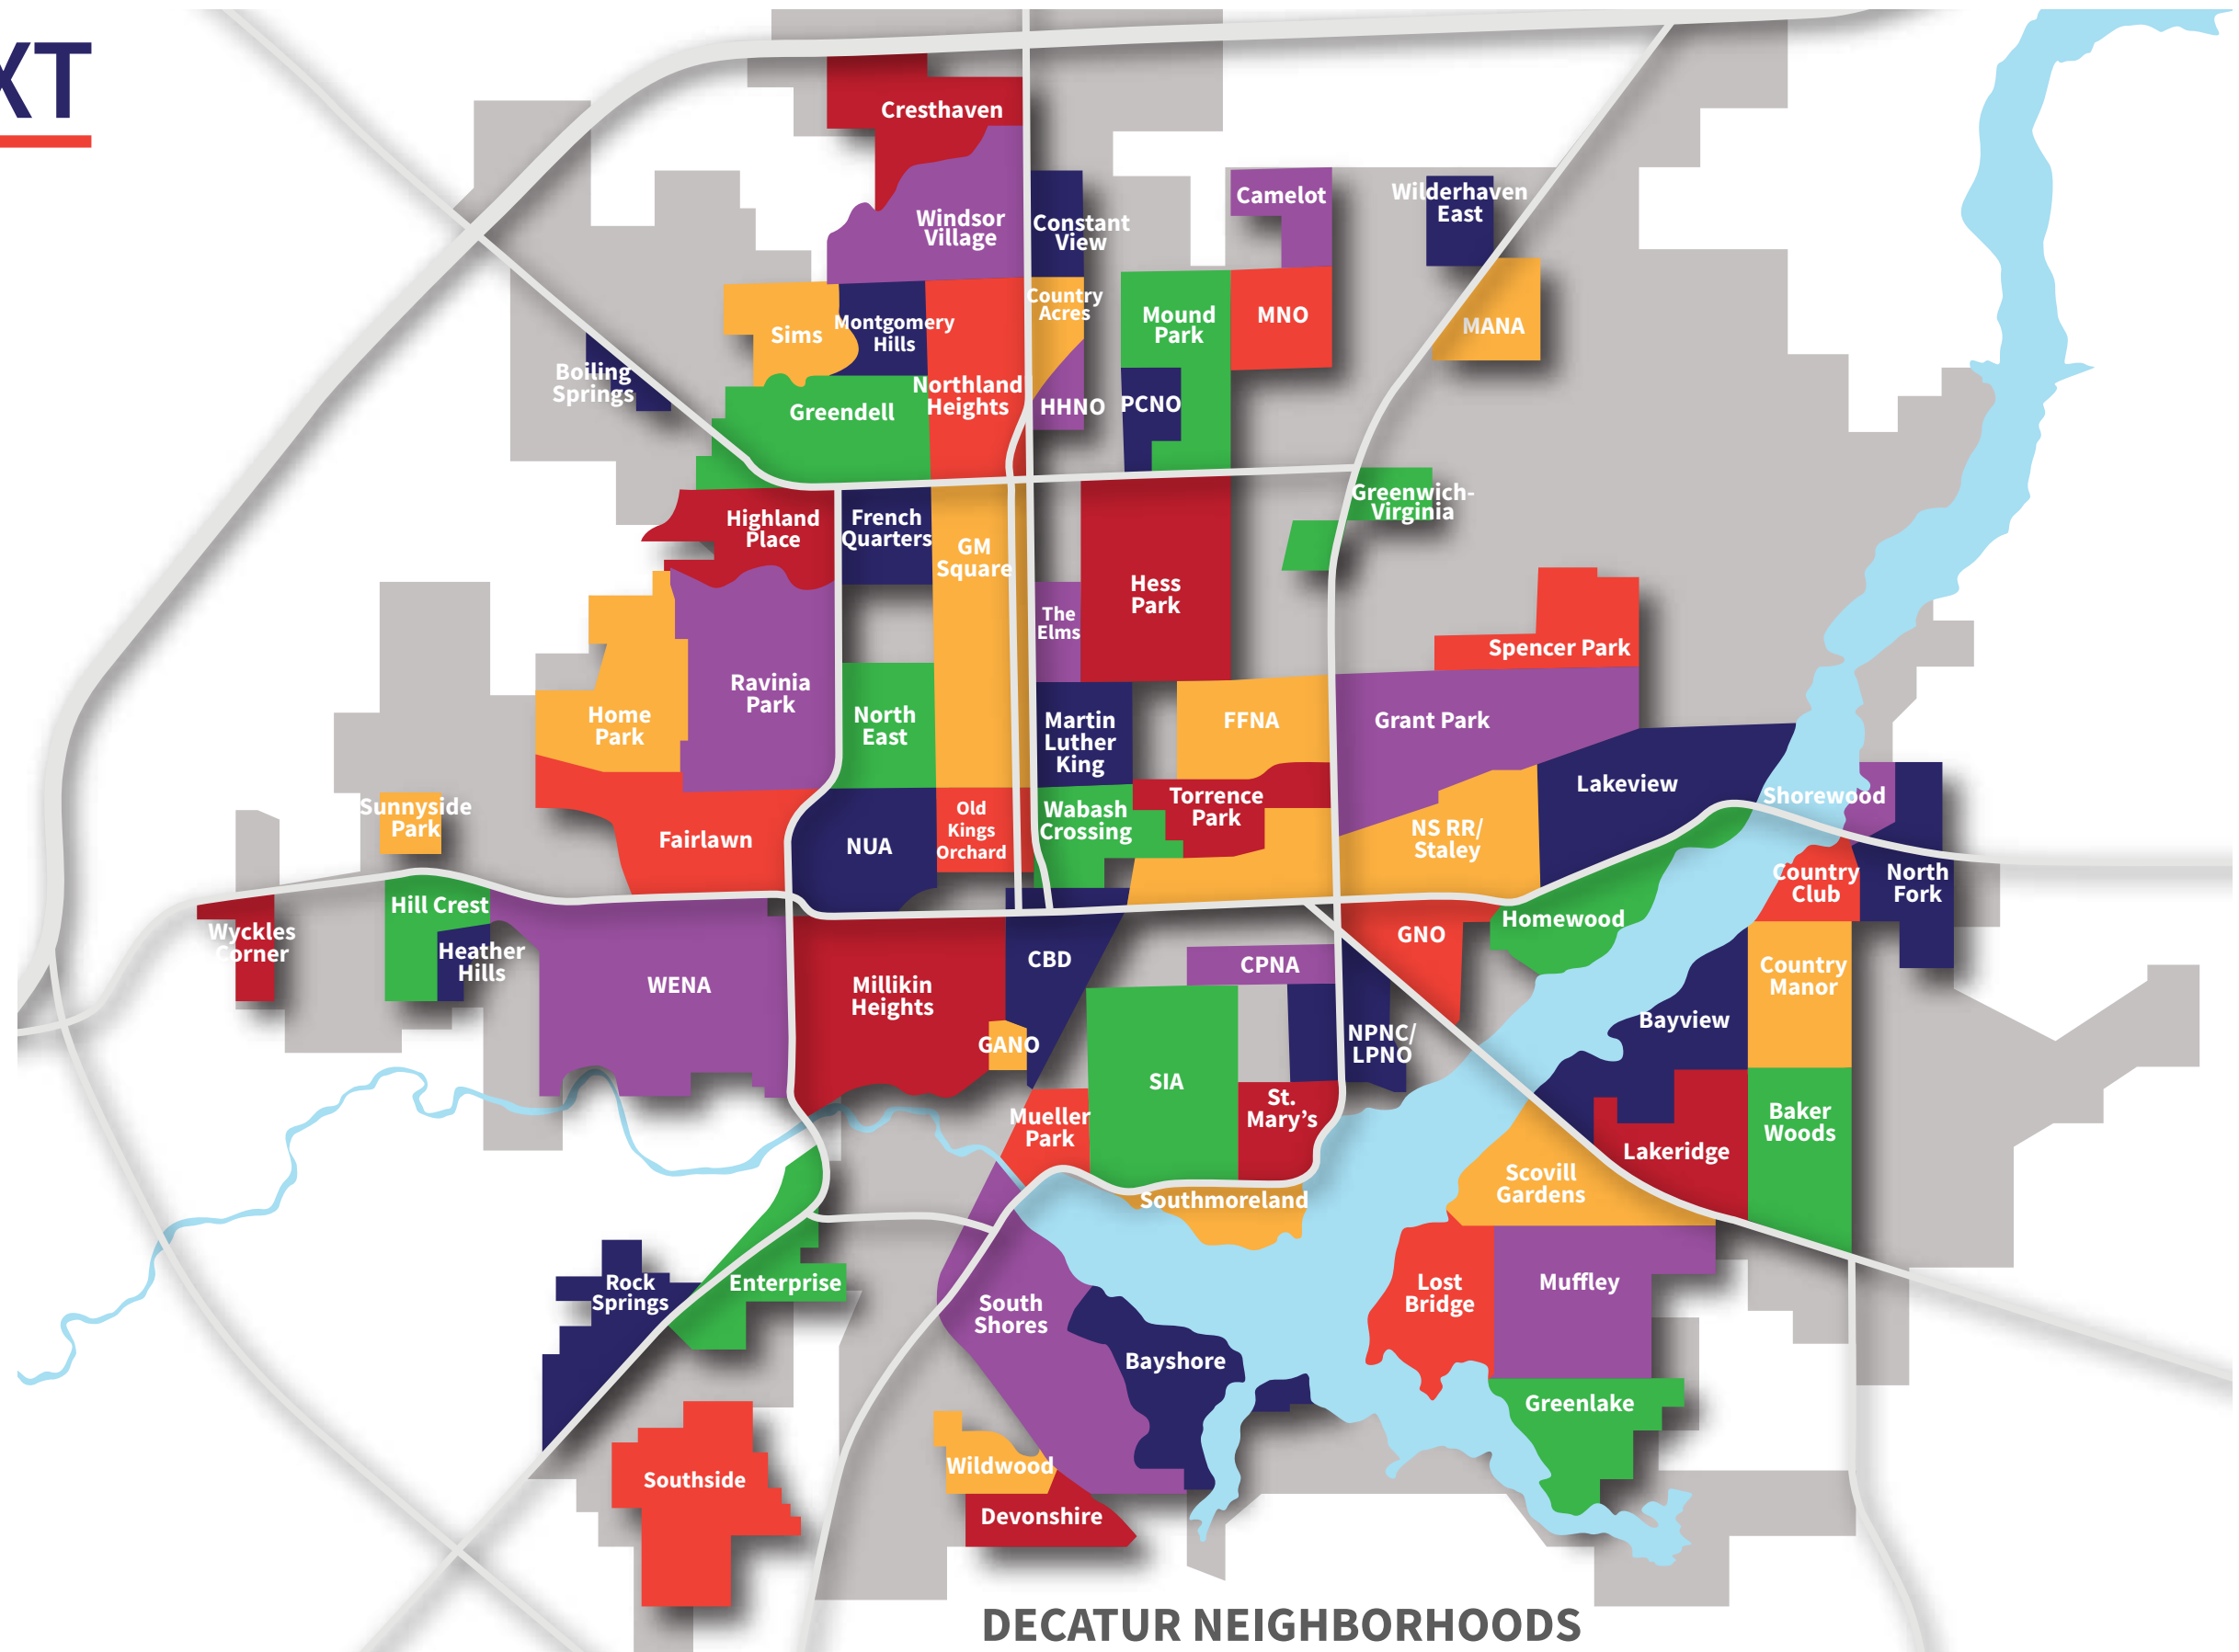 XT
Cresthaven
Windsor
Village
Constant
View
Camelot
Wilderhaven
East
Sims
Montgomery
Hills
Country
Acres
Mound
Park
MNO
MANA
Boiling
Springs
Greendell
Northland
Heights
HHNO
PCNO
Highland
Place
French
Quarters
GM
Square
Hess
Park
Greenwich-
Virginia
The
Elms
Spencer Park
Home
Park
Ravinia
Park
North
East
Martin
Luther
King
FFNA
Grant Park
Lakeview
Shorewood
Sunnyside
Park
Fairlawn
NUA
Old
Kings
Orchard
Wabash
Crossing
Torrence
Park
NS RR/
Staley
Country
Club
North
Fork
Hill Crest
Wyckles
Corner
Heather
Hills
WENA
Millikin
Heights
CBD
CPNA
GNO
Homewood
Country
Manor
GANO
SIA
NPNC/
LPNO
Bayview
Mueller
Park
St.
Mary's
Lakeridge
Baker
Woods
Southmoreland
Scovill
Gardens
Rock
Springs
Enterprise
South
Shores
Lost
Bridge
Muffley
Bayshore
Greenlake
Southside
Wildwood
Devonshire
DECATUR NEIGHBORHOODS